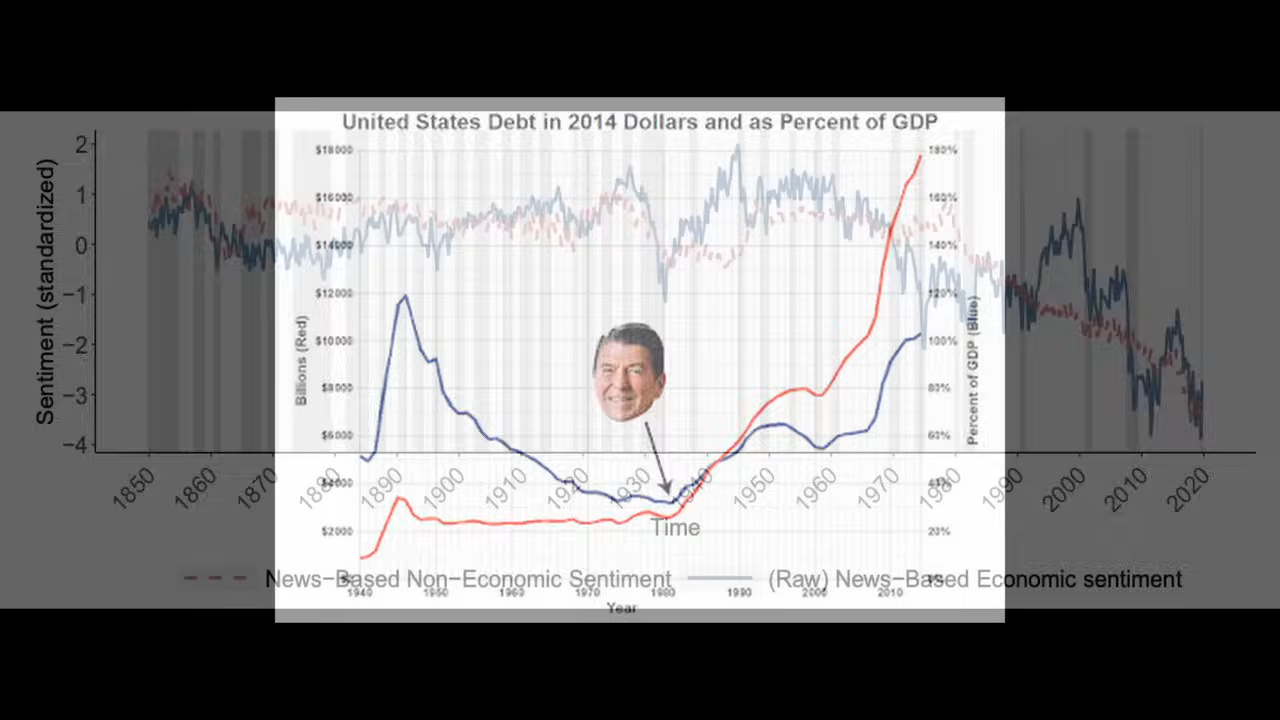 United States Debt in 2014 Dollars and as Percent of GDP
$18000
$16000
$14000
$12000
$10000
$8000
$6000
$4000
$2000
180%
160%
140%
120%
100%
80%
60%
20%
Billions (Red)
Percent of GDP (Blue)
2
1
0
−1
−2
−3
−4
Sentiment (standardized)
1850 1860 1870 1880 1890 1900 1910 1920 1930 1940 1950 1960 1970 1980 1990 2000 2010 2020
Time
News−Based Non−Economic Sentiment (Raw) News−Based Economic sentiment
1940 1950 1960 1970 1980 1990 2000 2010
Year